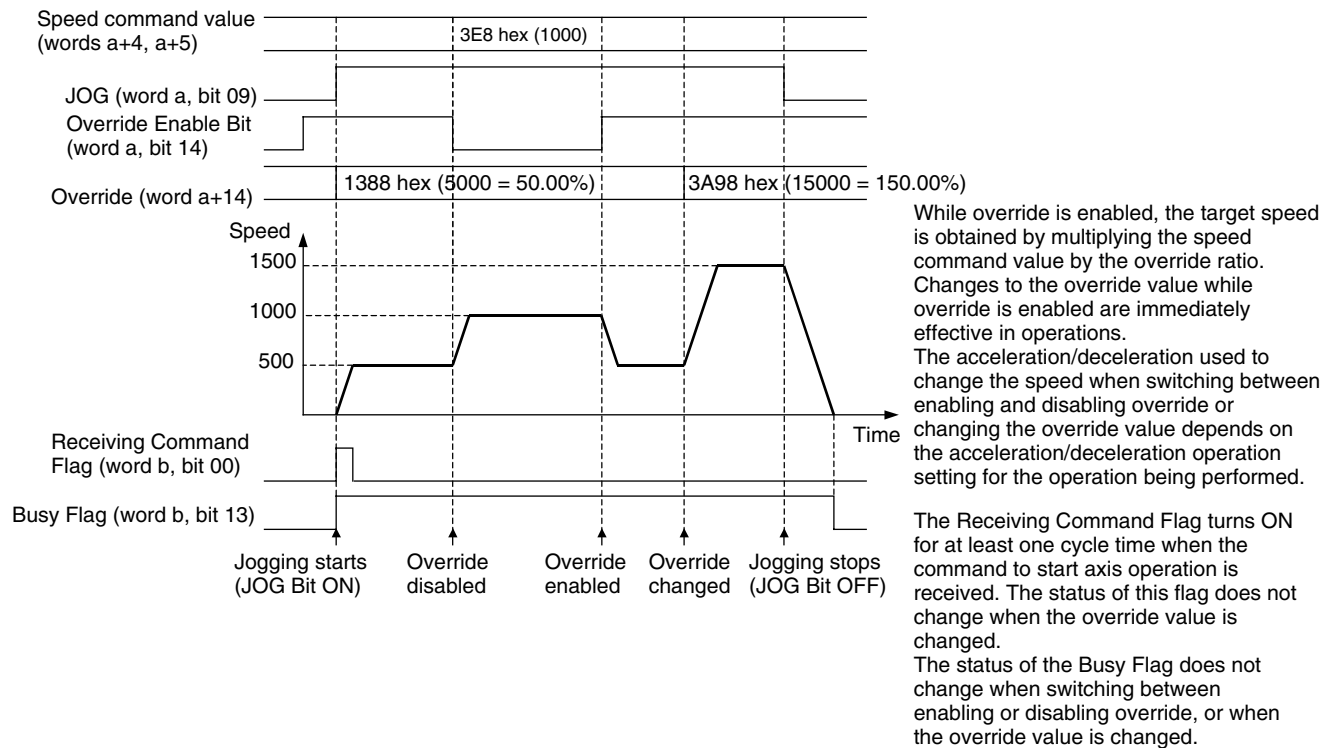 Speed command value
(words a+4, a+5)
3E8 hex (1000)
JOG (word a, bit 09)
Override Enable Bit
(word a, bit 14)
Override (word a+14)
1388 hex (5000 = 50.00%)
3A98 hex (15000 = 150.00%)
Speed
1500
1000
500
Time
Receiving Command
Flag (word b, bit 00)
Busy Flag (word b, bit 13)
Jogging starts
(JOG Bit ON)
Override
disabled
Override
enabled
Override
changed
Jogging stops
(JOG Bit OFF)
While override is enabled, the target speed
is obtained by multiplying the speed
command value by the override ratio.
Changes to the override value while
override is enabled are immediately
effective in operations.
The acceleration/deceleration used to
change the speed when switching between
enabling and disabling override or
changing the override value depends on
the acceleration/deceleration operation
setting for the operation being performed.
The Receiving Command Flag turns ON
for at least one cycle time when the
command to start axis operation is
received. The status of this flag does not
change when the override value is
changed.
The status of the Busy Flag does not
change when switching between
enabling or disabling override, or when
the override value is changed.